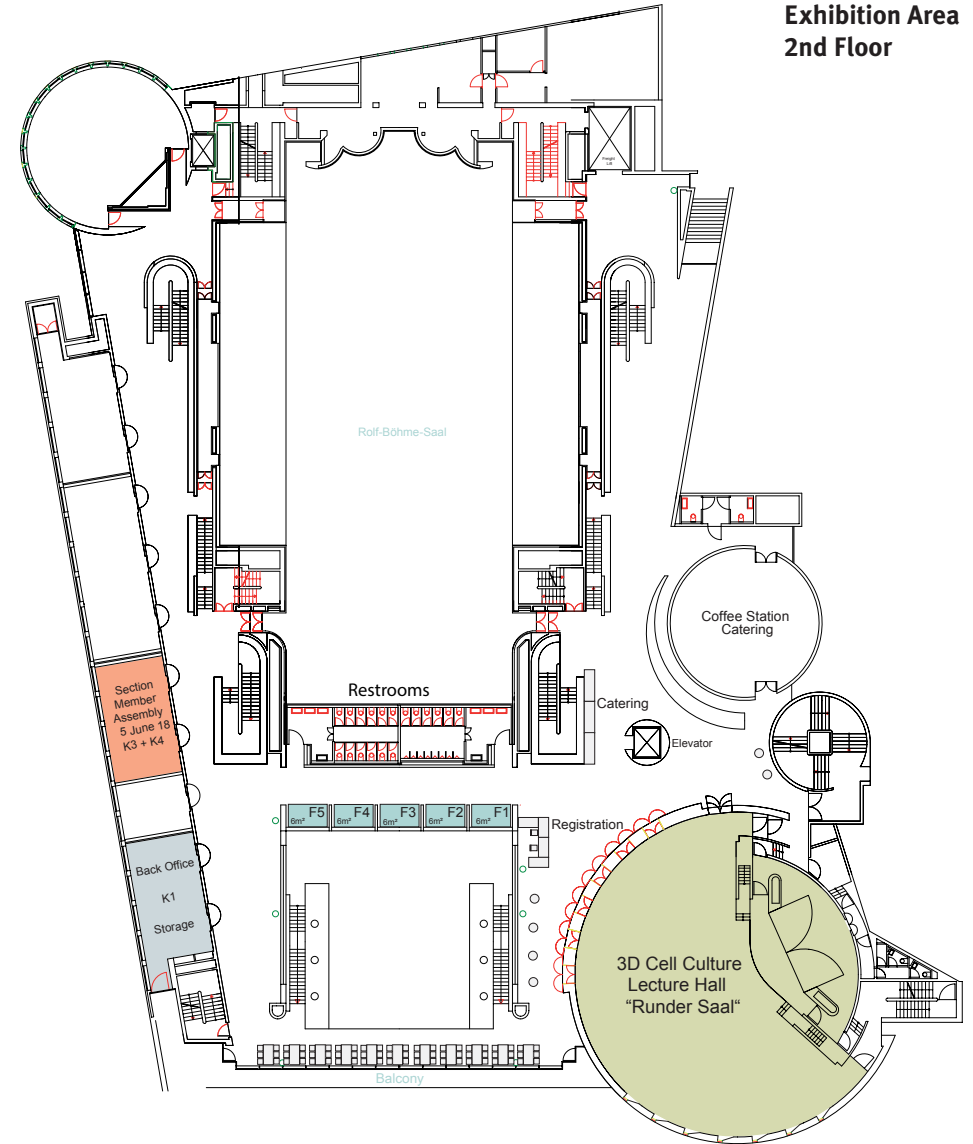 Exhibition Area
2nd Floor
Freight
Lift
Rolf-Böhme-Saal
Coffee Station
Catering
Section
Member
Assembly
5 June 18
K3 + K4
Restrooms
Catering
Elevator
F5
6m²
F4
6m²
F3
6m²
F2
6m²
F1
6m²
Registration
Back Office
K1
Storage
3D Cell Culture
Lecture Hall
“Runder Saal“
Balcony